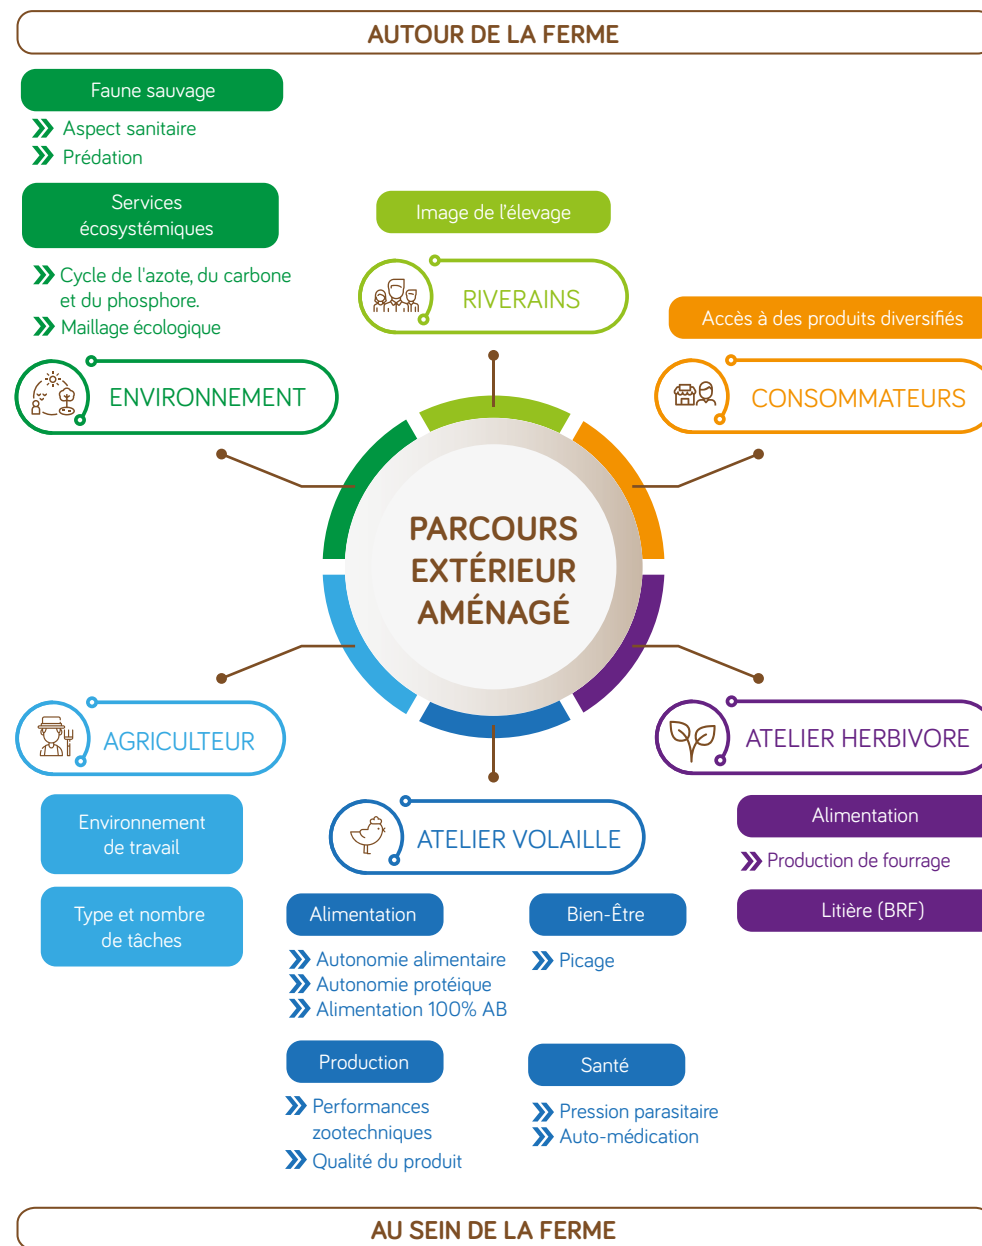 AUTOUR DE LA FERME
Faune sauvage
Aspect sanitaire
Prédation
Services
écosystémiques
Cycle de l'azote, du carbone
et du phosphore.
Maillage écologique
ENVIRONNEMENT
Image de l'élevage
RIVERAINS
Accès à des produits diversifiés
CONSOMMATEURS
PARCOURS
EXTÉRIEUR
AMÉNAGÉ
AGRICULTEUR
Environnement
de travail
Type et nombre
de tâches
ATELIER VOLAILLE
Alimentation
Autonomie alimentaire
Autonomie protéique
Alimentation 100% AB
Bien-Être
Picage
Production
Performances
zootechniques
Qualité du produit
Santé
Pression parasitaire
Auto-médication
ATELIER HERBIVORE
Alimentation
Production de fourrage
Litière (BRF)
AU SEIN DE LA FERME